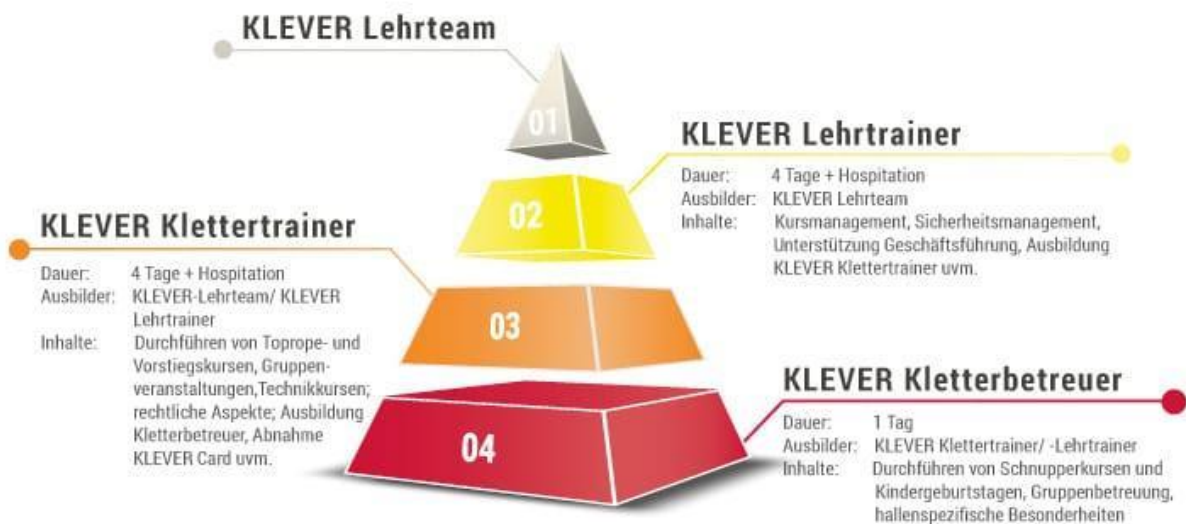 KLEVER Lehrteam
01
KLEVER Lehrtrainer
Dauer: 4 Tage + Hospitation
Ausbilder: KLEVER Lehrteam
Inhalte: Kursmanagement, Sicherheitsmanagement,
Unterstützung Geschäftsführung, Ausbildung
KLEVER Klettertrainer uvm.
02
KLEVER Klettertrainer
Dauer: 4 Tage + Hospitation
Ausbilder: KLEVER-Lehrteam/ KLEVER
Lehrtrainer
Inhalte: Durchführen von Toprope- und
Vorstiegskursen, Gruppen-
veranstaltungen,Technikkursen;
rechtliche Aspekte; Ausbildung
Kletterbetreuer, Abnahme
KLEVER Card uvm.
03
KLEVER Kletterbetreuer
Dauer: 1 Tag
Ausbilder: KLEVER Klettertrainer/ -Lehrtrainer
Inhalte: Durchführen von Schnupperkursen und
Kindergeburtstagen, Gruppenbetreuung,
hallenspezifische Besonderheiten
04